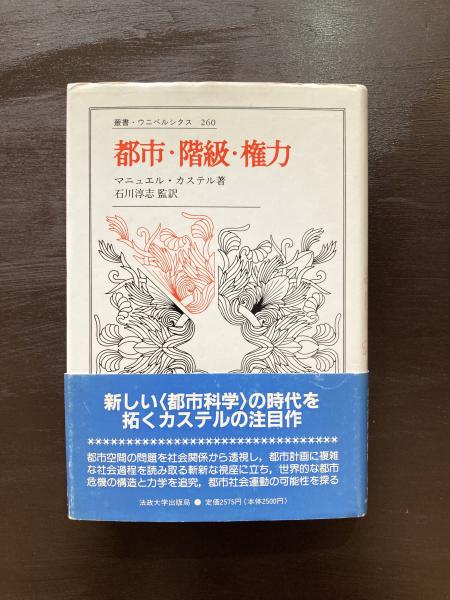 叢書・ウニベルシタス 260
都市・階級・権力
マニュエル・カステル著
石川淳志 監訳
新しい〈都市科学〉の時代を
拓くカステルの注目作
都市空間の問題を社会関係から透視し，都市計画に複雑
な社会過程を読み取る斬新な視座に立ち，世界的な都市
危機の構造と力学を追究，都市社会運動の可能性を探る
法政大学出版局 ● 定価2575円（本体2500円）